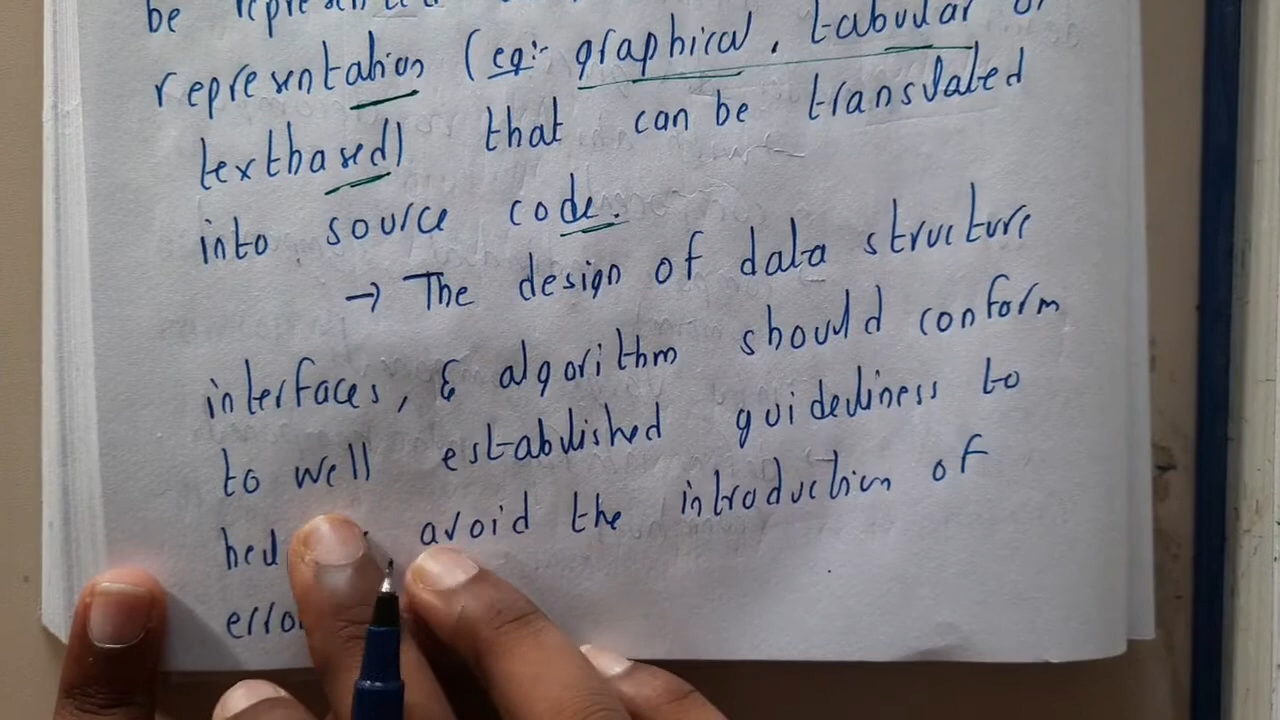 be
representation (eg:- graphical, tabular or
textbased) that can be translated
into source code.
→ The design of data structure
interfaces, & algorithm should conform
to well established guidedliness to
avoid the introduction of